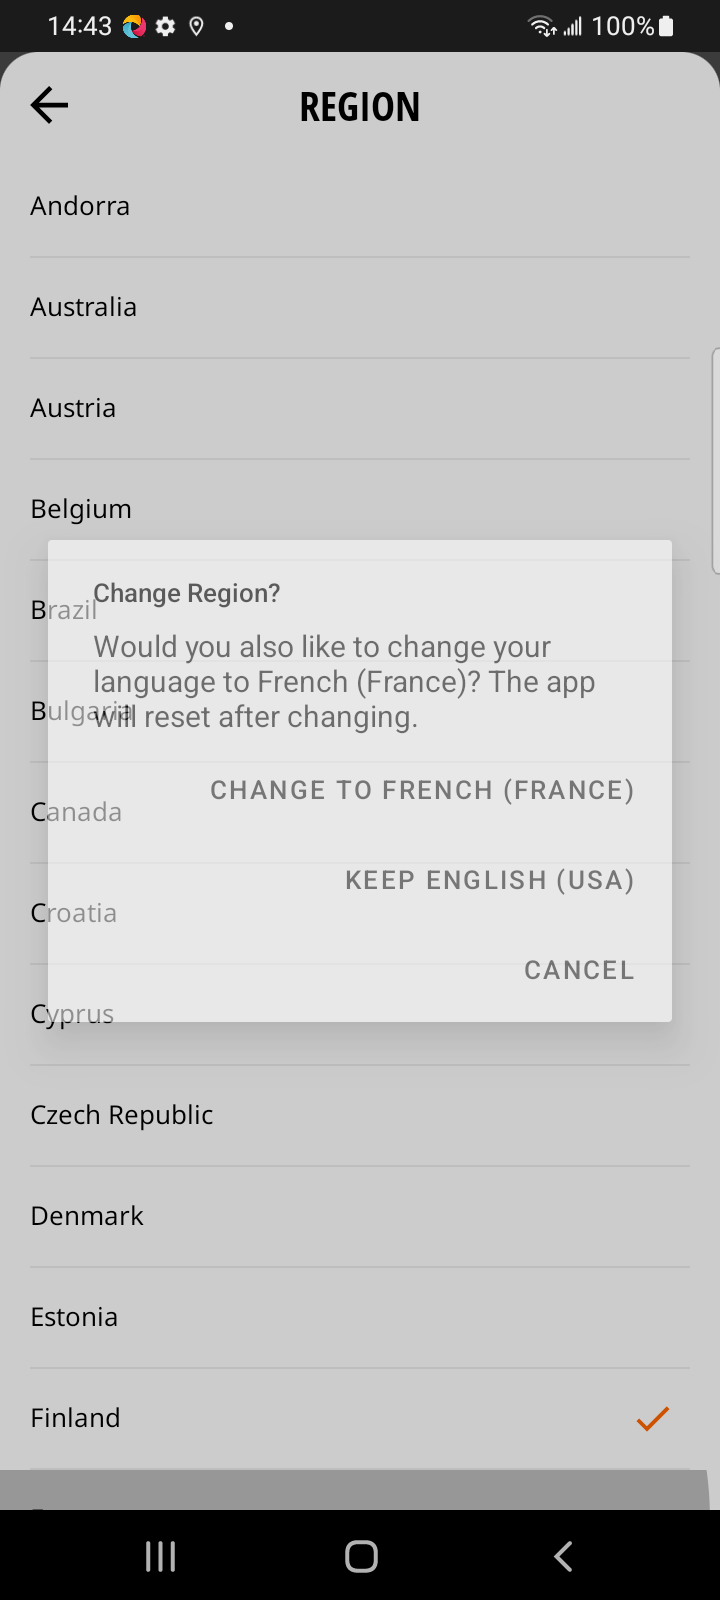 14:43
100%
REGION
Andorra
Australia
Austria
Belgium
Brazil
Bulgaria
Canada
Croatia
Cyprus
Change Region?
Would you also like to change your
language to French (France)? The app
will reset after changing.
CHANGE TO FRENCH (FRANCE)
KEEP ENGLISH (USA)
CANCEL
Czech Republic
Denmark
Estonia
Finland